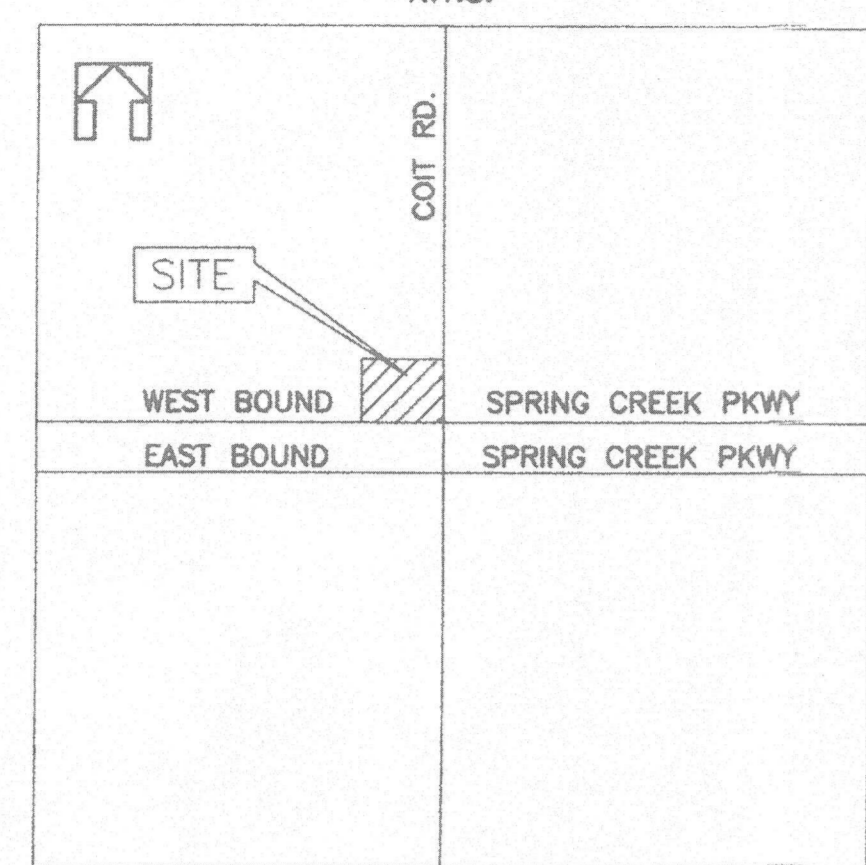 COIT RD.
SITE
WEST BOUND SPRING CREEK PKWY
EAST BOUND SPRING CREEK PKWY